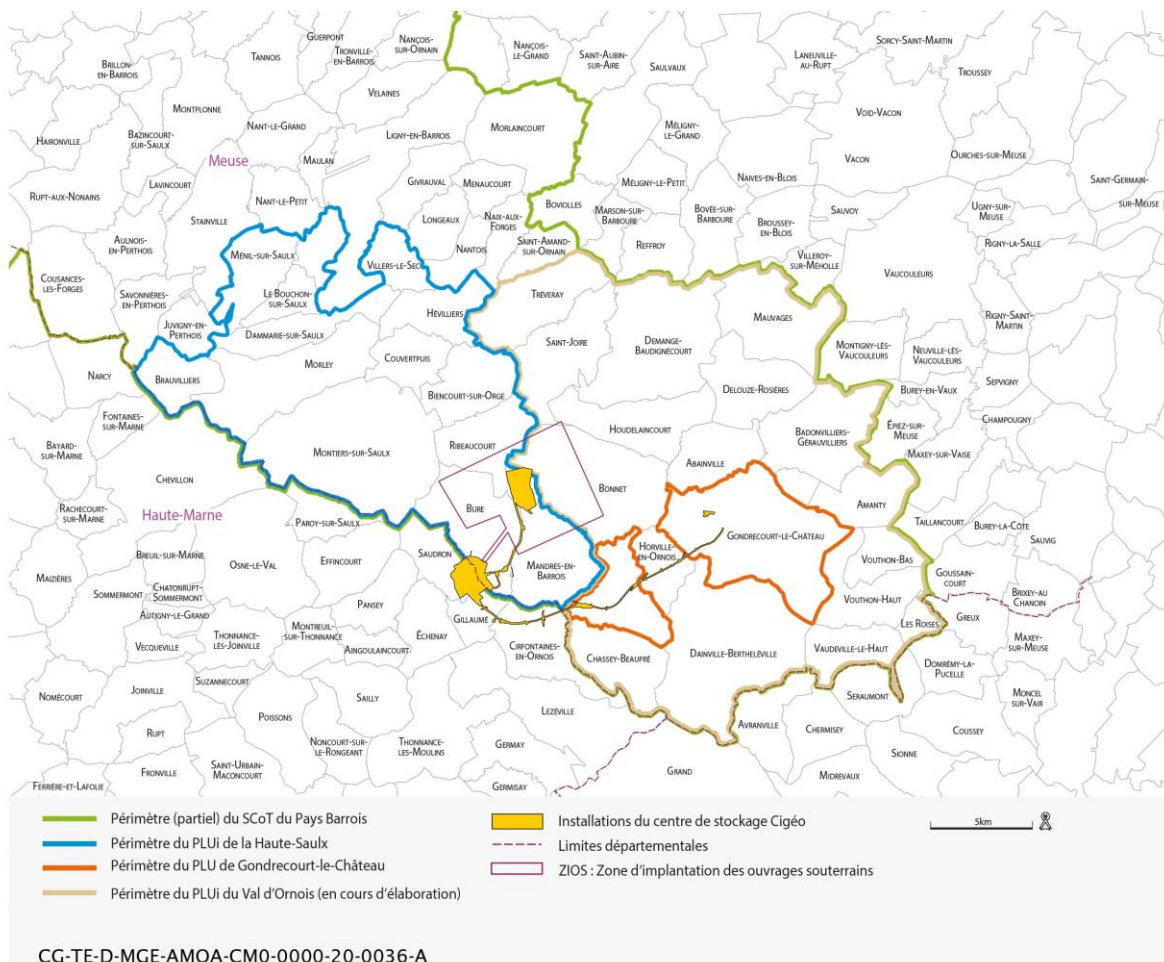 Brillon-
en-Barrois
Tannois
Guerpont
Tronville-
en-Barrois
Nançois-
sur-Ornain
Nançois-
le-Grand
Saint-Aubin-
sur-Aire
Saulvaux
Laneuville-
au-Rupt
Sorcy-Saint-Martin
Troussey
Montplonne
Velaines
Void-Vacon
Haironville
Bazincourt-
sur-Saulx
Nant-le-Grand
Ligny-en-Barrois
Morlaincourt
Méligny-
le-Grand
Meuse
Maulan
Vacon
Ourches-sur-Meuse
Rupt-aux-Nonains
Lavincourt
Nant-le-Petit
Givrauval
Menaucourt
Méligny-le-Petit
Naives-en-Blois
Saint-Germain-
sur-Meuse
Stainville
Longeaux
Naix-aux-
Forges
Boviolles
Marson-sur-
Barboure
Bovée-sur-
Barboure
Broussey-
en-Blois
Sauvoy
Ugny-sur-
Meuse
Aulnois-
en-Perthois
Ménil-sur-Saulx
Villers-le-Sec
Nantois
Saint-Amand-
sur-Ornain
Reffroy
Villeroy-
sur-Méholle
Rigny-la-Salle
Cousances-
les-Forges
Savonnières-
en-Perthois
Le Bouchon-
sur-Saulx
Tréveray
Vaucouleurs
Juvigny-en-
Perthois
Dammarie-sur-Saulx
Hévilliers
Mauvages
Rigny-Saint-
Martin
Saint-Joire
Demange-
Baudignécourt
Montigny-lès-
Vaucouleurs
Neuville-lès-
Vaucouleurs
Narcy
Brauvilliers
Morley
Couvertpuis
Delouze-Rosières
Burey-en-Vaux
Sepvigny
Fontaines-
sur-Marne
Biencourt-sur-Orge
Houdelaincourt
Badonvilliers-
Gérauvilliers
Épiez-sur-
Meuse
Champougny
Bayard-
sur-Marne
Montiers-sur-Saulx
Ribeaucourt
Abainville
Maxey-sur-Vaise
Chevillon
Bonnet
Amanty
Rachecourt-
sur-Marne
Haute-Marne
Paroy-sur-Saulx
Bure
Gondrecourt-le-Château
Taillancourt
Burey-la-Côte
Sauvig
Breuil-sur-Marne
Osne-le-Val
Effincourt
Saudron
Mandres-en-
Barrois
Horville-
en-Ornois
Vouthon-Bas
Maizières
Sommermont
Chatonrupt-
Sommermont
Goussain-
court
Brixey-au
Chanoin
Autigny-le-Grand
Pansey
Gillaumé
Vouthon-Haut
Les Roises
Greux
Vecqueville
Thonnance-
les-Joinville
Montreuil-
sur-Thonnance
Aingoulaincourt
Échenay
Cirfontaines-
en-Ornois
Chassey-Beaupré
Dainville-Bertheléville
Vaudeville-le-Haut
Maxey-
sur-Meuse
Domrémy-la-
Pucelle
Nomécourt
Joinville
Suzannecourt
Sailly
Seraumont
Moncel
sur-Vair
Rupt
Poissons
Lezéville
Avranville
Chermisey
Coussey
Noncourt-sur-
le-Rongeant
Thonnance-
les-Moulins
Germay
Sionne
Fronville
Saint-Urbain-
Maconcourt
Grand
Midrevaux
Ferrière-et-Lafolie
Germisay
Périmètre (partiel) du SCoT du Pays Barrois
Périmètre du PLUi de la Haute-Saulx
Périmètre du PLU de Gondrecourt-le-Château
Périmètre du PLUi du Val d'Ornois (en cours d'élaboration)
Installations du centre de stockage Cigéo
Limites départementales
ZIOS : Zone d'implantation des ouvrages souterrains
5km
CG-TE-D-MGE-AMOA-CM0-0000-20-0036-A